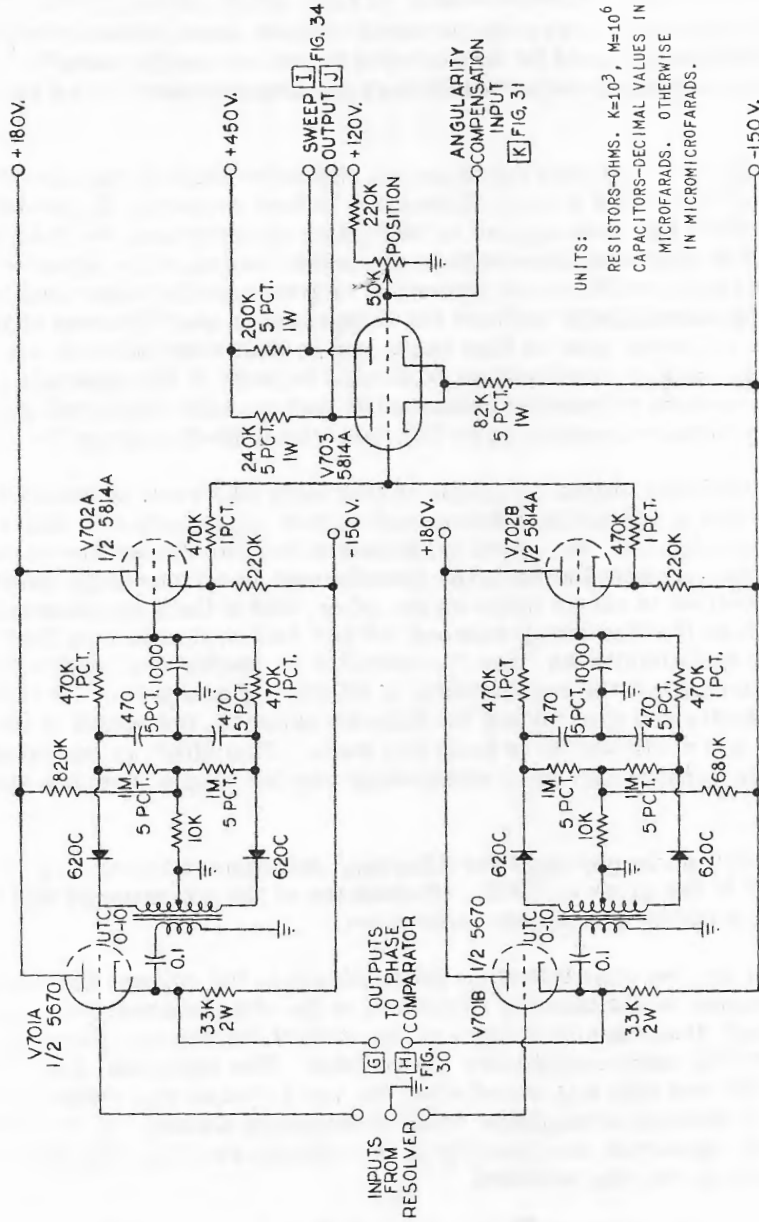 +180V.
+450V.
SWEEP I FIG. 34
OUTPUT J
+120V.
220K
POSITION
50K
ANGULARITY
COMPENSATION
INPUT
K FIG, 31
UNITS:
RESISTORS-OHMS. K=10³ M=10⁶
CAPACITORS-DECIMAL VALUES IN
MICROFARADS. OTHERWISE
IN MICROMICROFARADS.
-150V.
200K
5 PCT.
1W
240K
5 PCT.
1W
V703
5814A
82K
5 PCT.
1W
V702A
1/2 5814A
470K
1 PCT.
220K
-150V.
+180V.
V702B
1/2 5814A
470K
1 PCT.
220K
820K
470K
1 PCT.
470
5 PCT.
1000
1M
5 PCT.
10K
1M
5 PCT.
470
5 PCT.
470K
1 PCT.
620C
620C
470K
1 PCT.
470
5 PCT.
1000
1M
5 PCT.
10K
1M
5 PCT.
470
5 PCT.
470K
1 PCT.
680K
620C
620C
V701A
1/2 5670
UTC
0-10
0.1
33K
2W
G OUTPUTS
TO PHASE
H COMPARATOR
FIG.
30
INPUTS
FROM
RESOLVER
V701B 1/2 5670
UTC
0-10
0.1
33K
2W